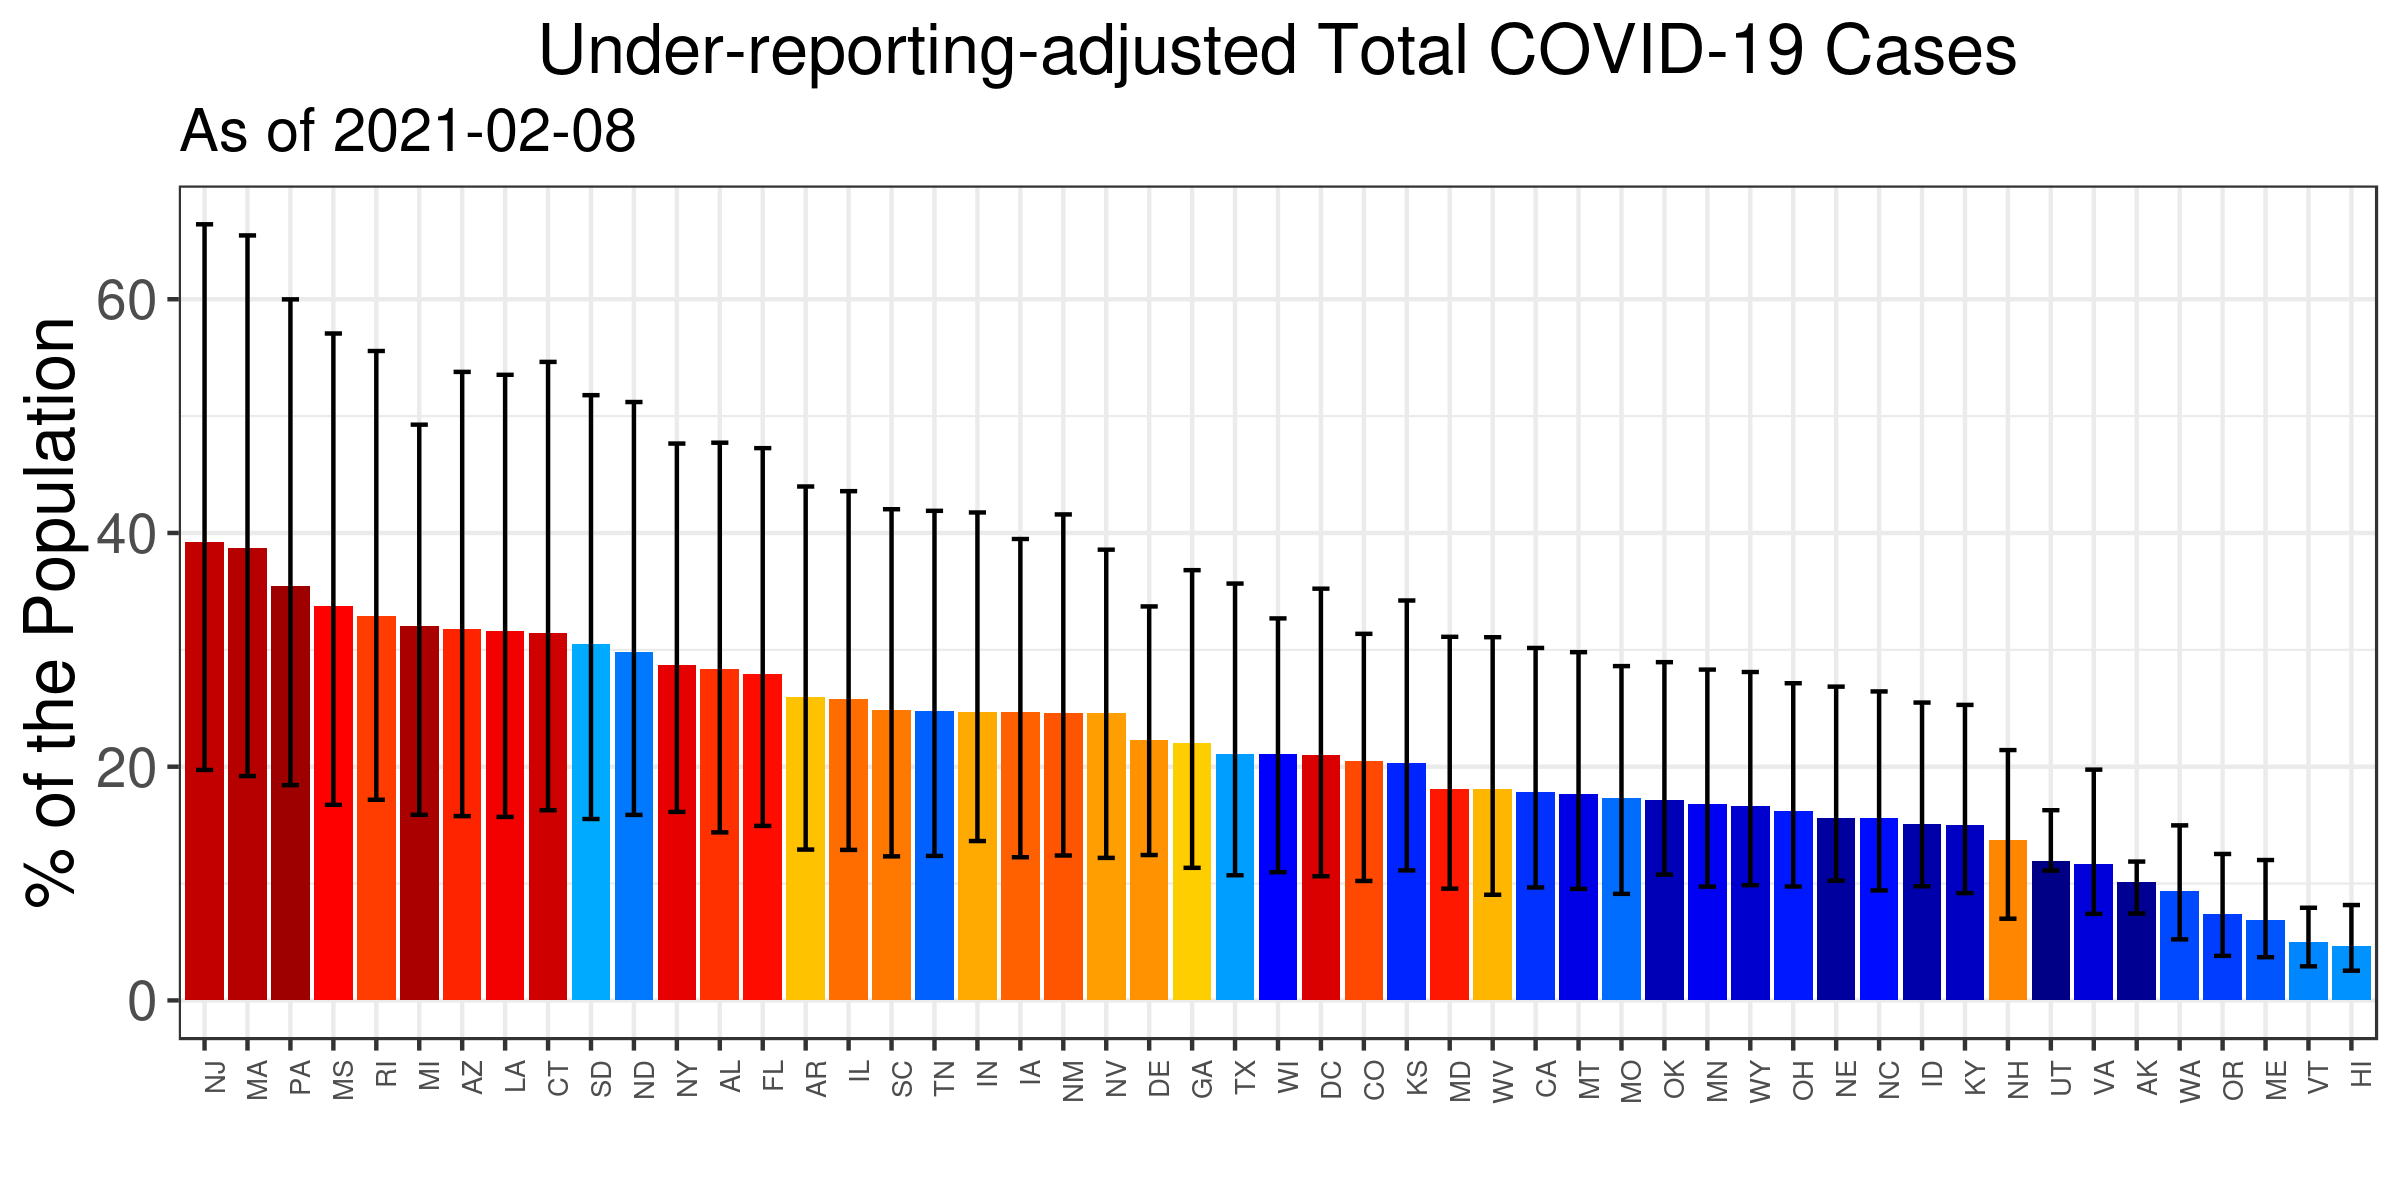 Under-reporting-adjusted Total COVID-19 Cases
As of 2021-02-08
% of the Population
60
40
20
0
NJ MA PA MS RI MI AZ LA CT SD ND NY AL FL AR IL SC TN IN IA NM NV DE GA TX WI DC CO KS MD WV CA MT MO OK MN WY OH NE NC ID KY NH UT VA AK WA OR ME VT HI